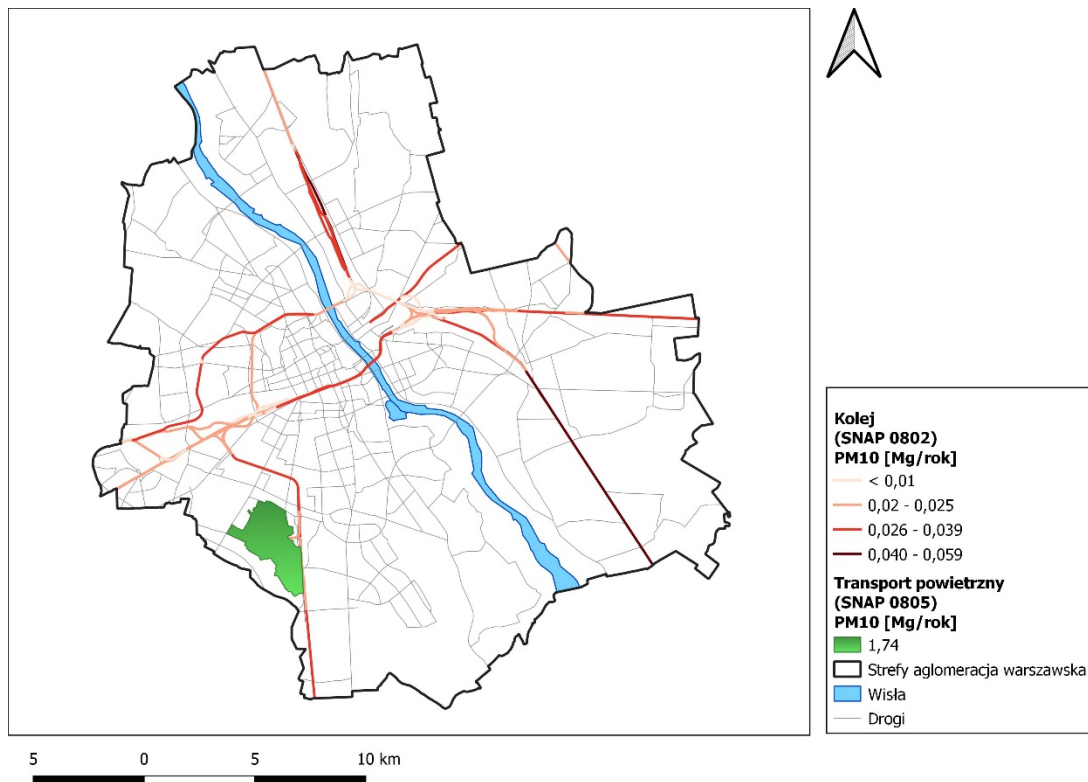 Kolej
(SNAP 0802)
PM10 [Mg/rok]
< 0,01
0,02 - 0,025
0,026 - 0,039
0,040 - 0,059
Transport powietrzny
(SNAP 0805)
PM10 [Mg/rok]
1,74
Strefy aglomeracja warszawska
Wisła
Drogi
5 0 5 10 km